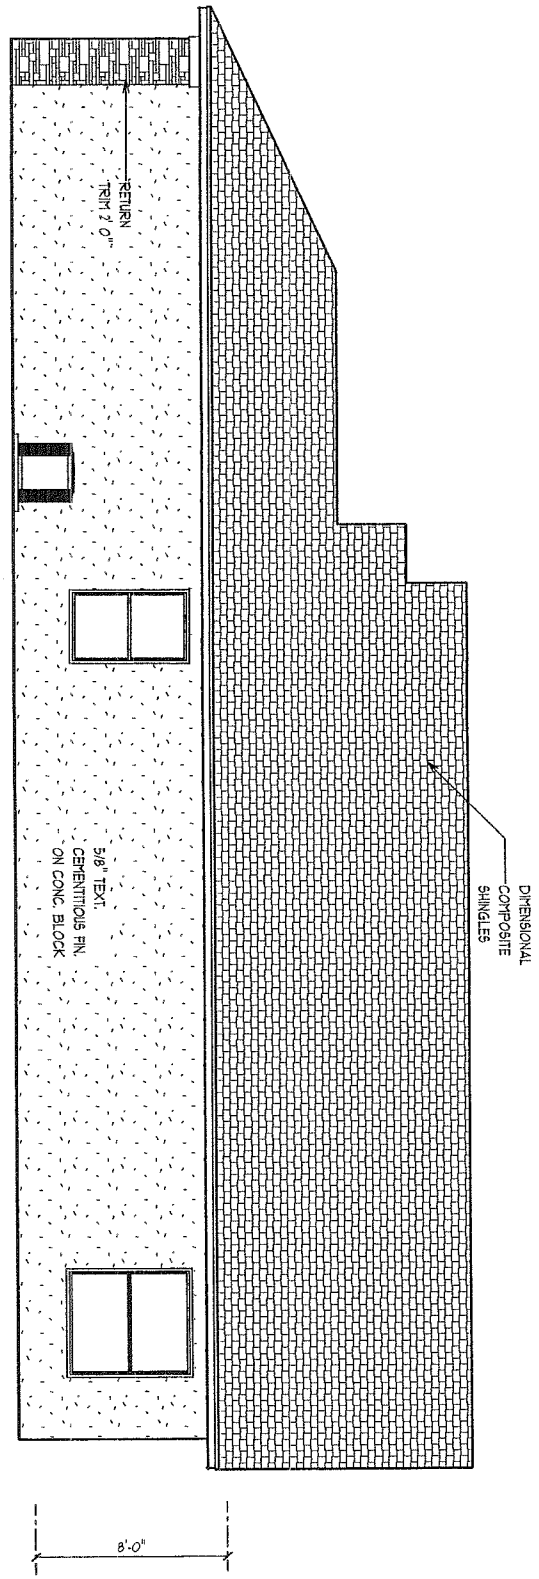 DIMENSIONAL
COMPOSITE
SHINGLES
RETURN
TRIM 2' 0"
5/8" TEXT.
CEMENTITIOUS FIN.
ON CONC. BLOCK
8'-0"